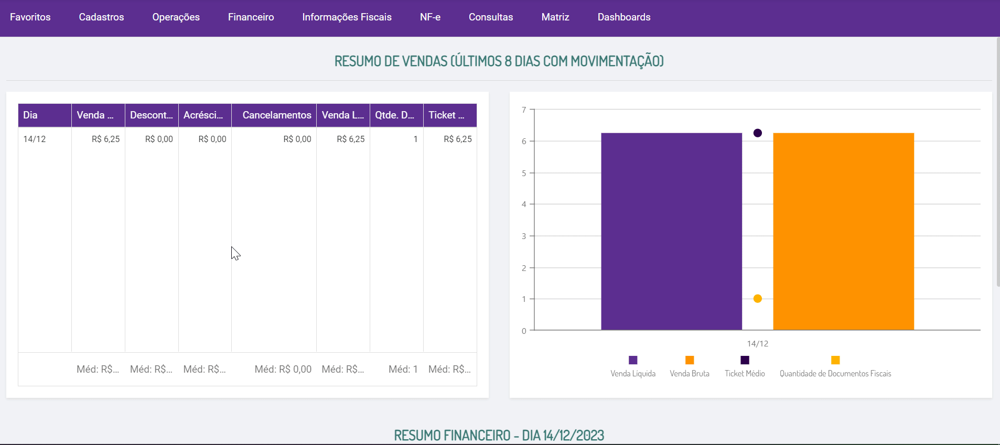 Favoritos Cadastros Operações Financeiro Informações Fiscais NF-e Consultas Matriz Dashboards
RESUMO DE VENDAS (ÚLTIMOS 8 DIAS COM MOVIMENTAÇÃO)
Dia Venda ... Descont... Acrésci... Cancelamentos Venda L... Qtde. D... Ticket ...
14/12 R$ 6,25 R$ 0,00 R$ 0,00 R$ 0,00 R$ 6,25 1 R$ 6,25
Méd: R$... Méd: R$... Méd: R$... Méd: R$ 0,00 Méd: R$... Méd: 1 Méd: R$...
7
6
5
4
3
2
1
0
14/12
Venda Líquida Venda Bruta Ticket Médio Quantidade de Documentos Fiscais
RESUMO FINANCEIRO - DIA 14/12/2023